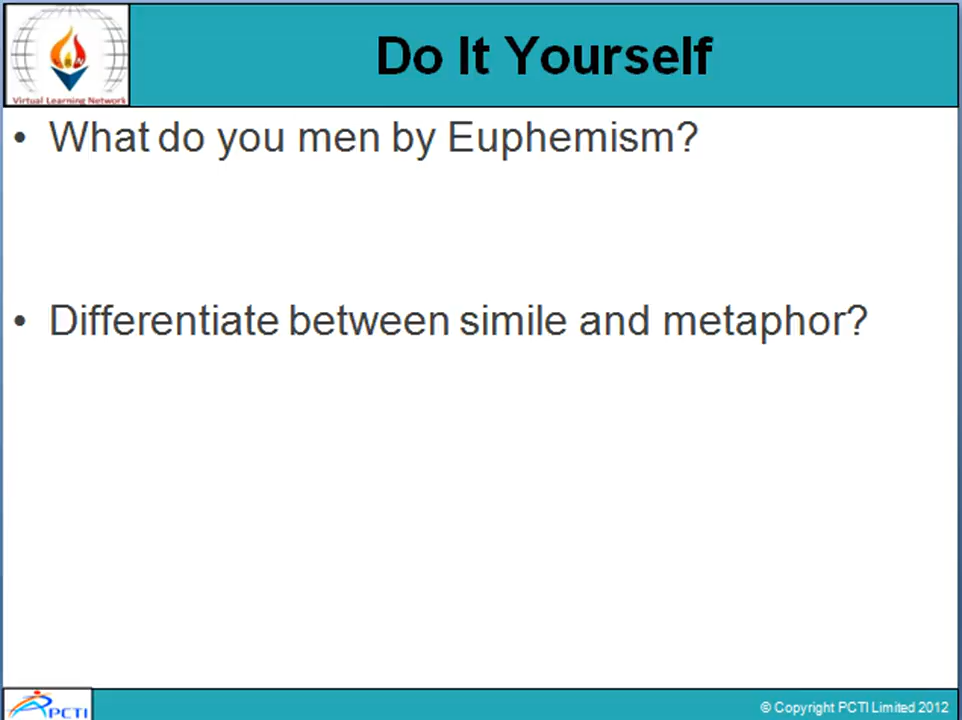 Do It Yourself
Virtual Learning Network
• What do you men by Euphemism?
• Differentiate between simile and metaphor?
PCTI
© Copyright PCTI Limited 2012